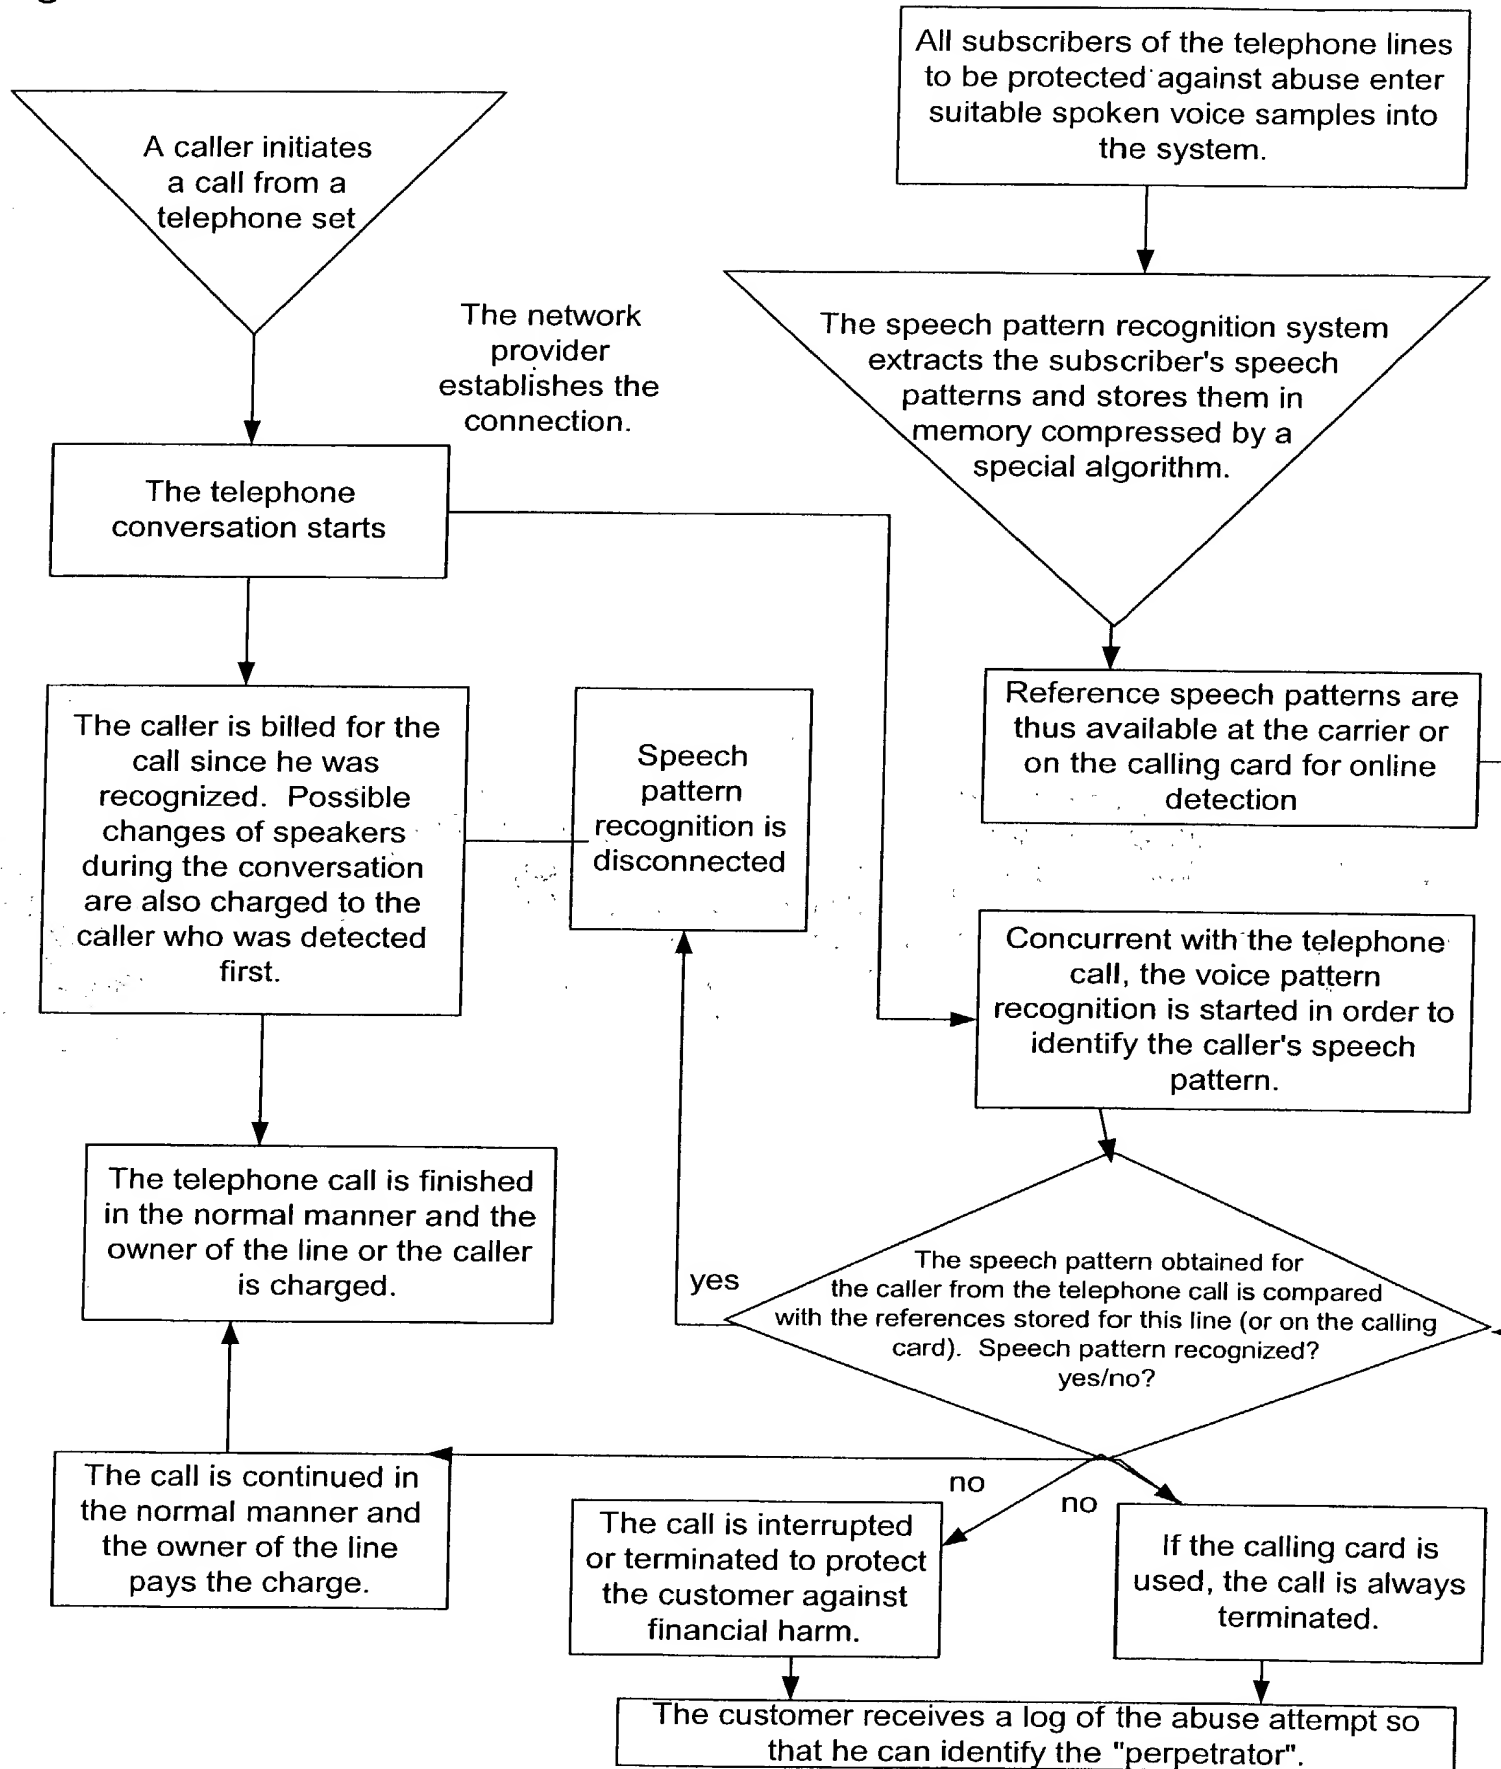 All subscribers of the telephone lines
to be protected against abuse enter
suitable spoken voice samples into
the system.
A caller initiates
a call from a
telephone set
The network
provider
establishes the
connection.
The speech pattern recognition system
extracts the subscriber's speech
patterns and stores them in
memory compressed by a
special algorithm.
The telephone
conversation starts
Reference speech patterns are
thus available at the carrier or
on the calling card for online
detection
The caller is billed for the
call since he was
recognized. Possible
changes of speakers
during the conversation
are also charged to the
caller who was detected
first.
Speech
pattern
recognition is
disconnected
Concurrent with the telephone
call, the voice pattern
recognition is started in order to
identify the caller's speech
pattern.
The telephone call is finished
in the normal manner and the
owner of the line or the caller
is charged.
yes
The speech pattern obtained for
the caller from the telephone call is compared
with the references stored for this line (or on the calling
card). Speech pattern recognized?
yes/no?
The call is continued in
the normal manner and
the owner of the line
pays the charge.
no
no
The call is interrupted
or terminated to protect
the customer against
financial harm.
If the calling card is
used, the call is always
terminated.
The customer receives a log of the abuse attempt so
that he can identify the "perpetrator".